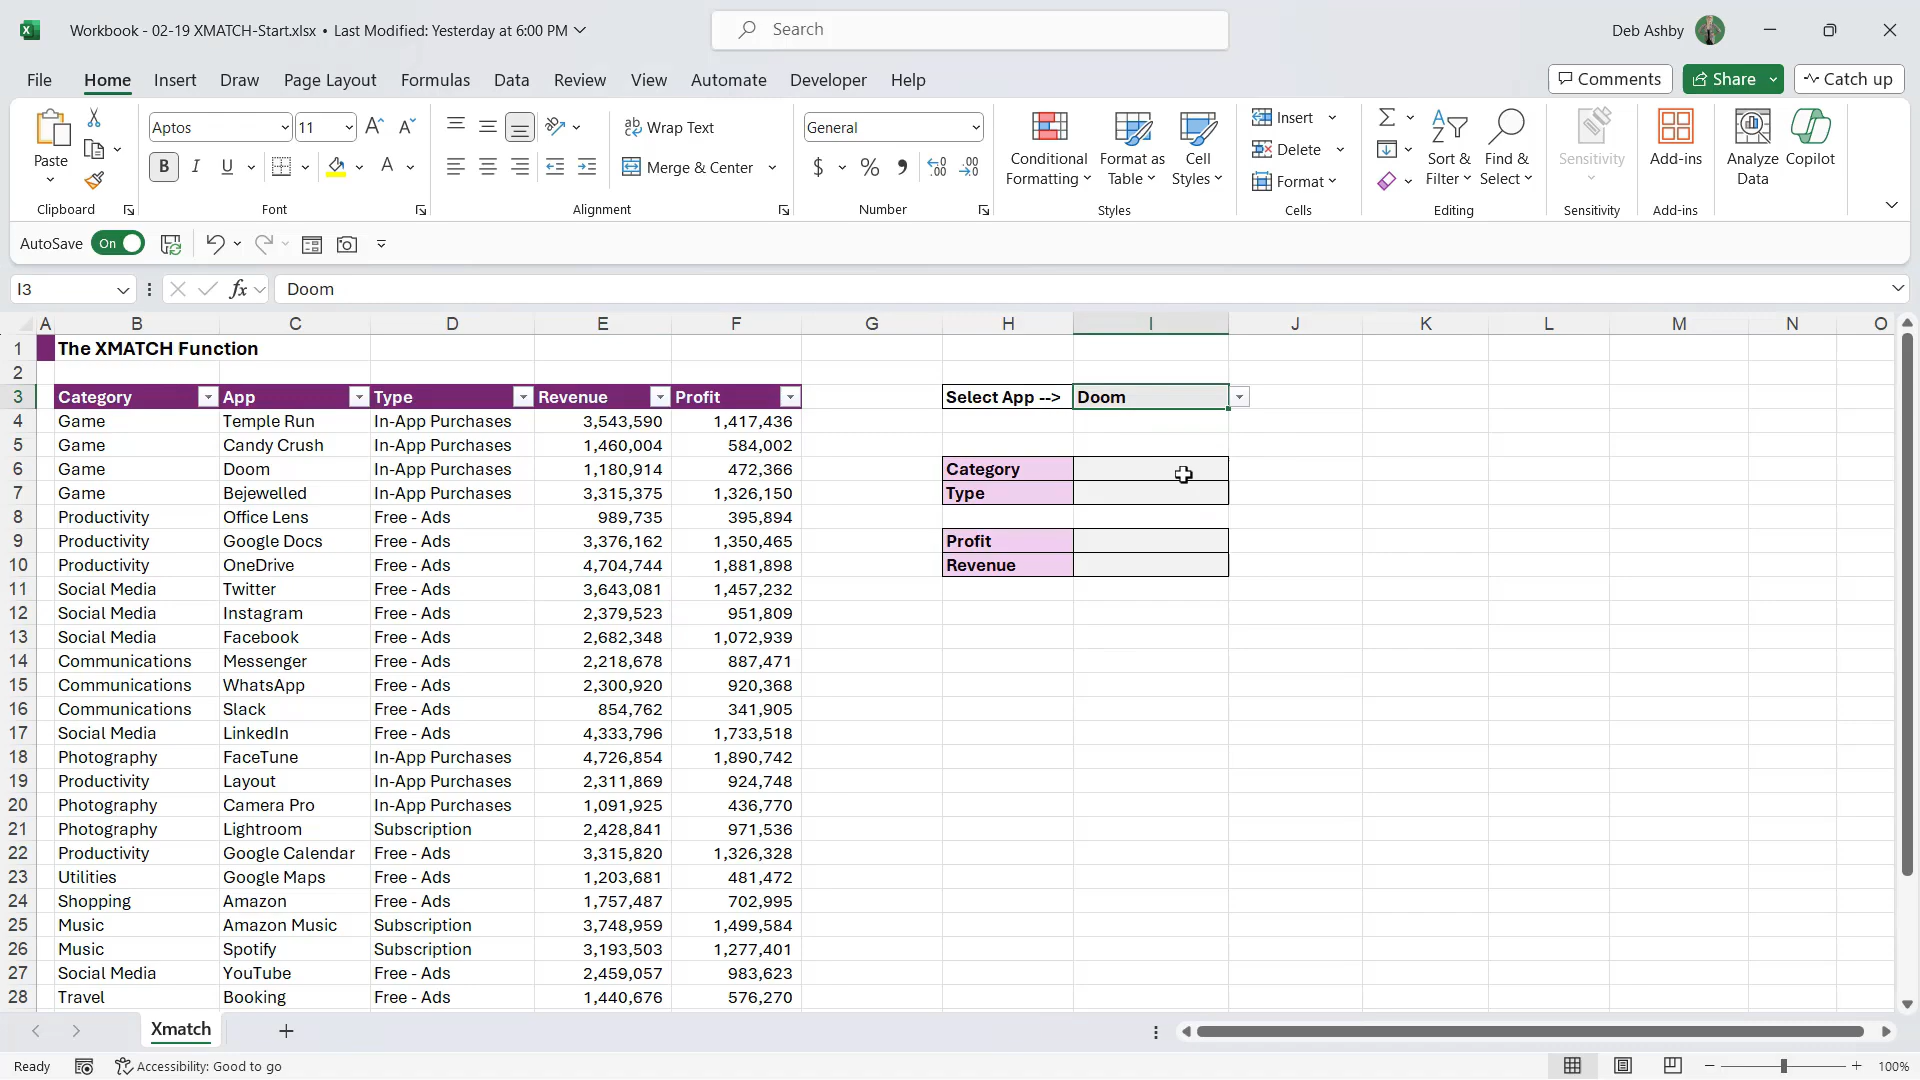 Workbook - 02-19 XMATCH-Start.xlsx • Last Modified: Yesterday at 6:00 PM
Search
Deb Ashby
File Home Insert Draw Page Layout Formulas Data Review View Automate Developer Help
Comments Share Catch up
Paste
Clipboard
Aptos 11
B I U
Font
Wrap Text
Merge & Center
Alignment
General
$ % ,
Number
Conditional Formatting
Format as Table
Cell Styles
Styles
Insert
Delete
Format
Cells
Sort & Filter
Find & Select
Editing
Sensitivity
Sensitivity
Add-ins
Add-ins
Analyze Data
Copilot
AutoSave On
I3 fx Doom
A B C D E F G H I J K L M N O
1 The XMATCH Function
2
3 Category App Type Revenue Profit Select App --> Doom
4 Game Temple Run In-App Purchases 3,543,590 1,417,436
5 Game Candy Crush In-App Purchases 1,460,004 584,002
6 Game Doom In-App Purchases 1,180,914 472,366 Category
7 Game Bejewelled In-App Purchases 3,315,375 1,326,150 Type
8 Productivity Office Lens Free - Ads 989,735 395,894
9 Productivity Google Docs Free - Ads 3,376,162 1,350,465 Profit
10 Productivity OneDrive Free - Ads 4,704,744 1,881,898 Revenue
11 Social Media Twitter Free - Ads 3,643,081 1,457,232
12 Social Media Instagram Free - Ads 2,379,523 951,809
13 Social Media Facebook Free - Ads 2,682,348 1,072,939
14 Communications Messenger Free - Ads 2,218,678 887,471
15 Communications WhatsApp Free - Ads 2,300,920 920,368
16 Communications Slack Free - Ads 854,762 341,905
17 Social Media LinkedIn Free - Ads 4,333,796 1,733,518
18 Photography FaceTune In-App Purchases 4,726,854 1,890,742
19 Productivity Layout In-App Purchases 2,311,869 924,748
20 Photography Camera Pro In-App Purchases 1,091,925 436,770
21 Photography Lightroom Subscription 2,428,841 971,536
22 Productivity Google Calendar Free - Ads 3,315,820 1,326,328
23 Utilities Google Maps Free - Ads 1,203,681 481,472
24 Shopping Amazon Free - Ads 1,757,487 702,995
25 Music Amazon Music Subscription 3,748,959 1,499,584
26 Music Spotify Subscription 3,193,503 1,277,401
27 Social Media YouTube Free - Ads 2,459,057 983,623
28 Travel Booking Free - Ads 1,440,676 576,270
Xmatch
Ready Accessibility: Good to go 100%